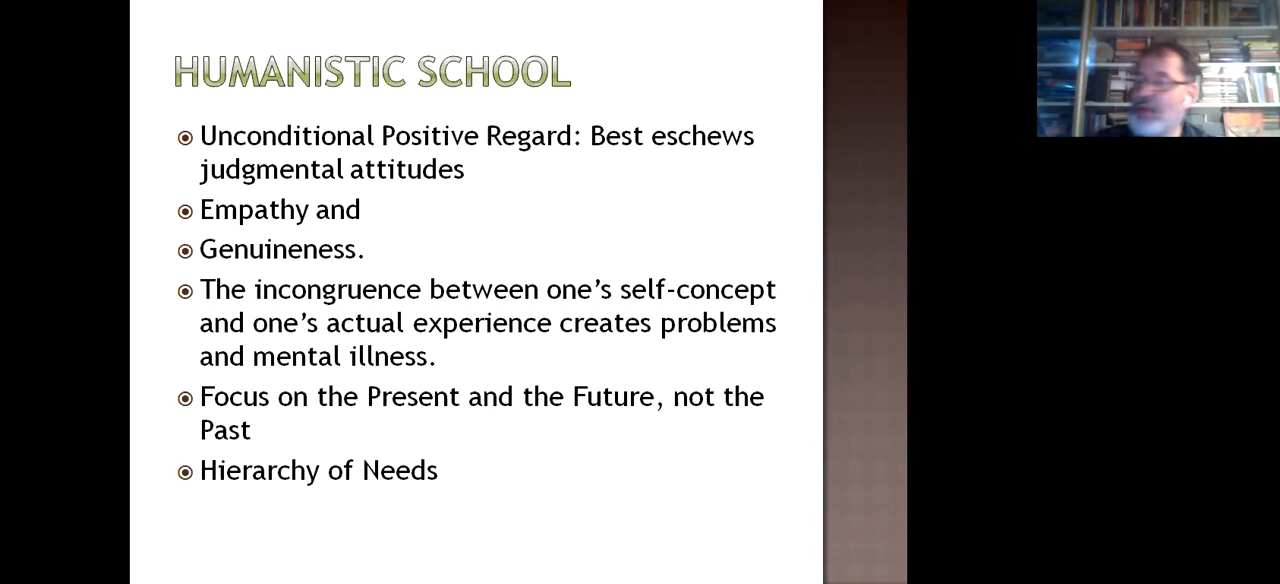 HUMANISTIC SCHOOL
Unconditional Positive Regard: Best eschews
judgmental attitudes
Empathy and
Genuineness.
The incongruence between one’s self-concept
and one’s actual experience creates problems
and mental illness.
Focus on the Present and the Future, not the
Past
Hierarchy of Needs